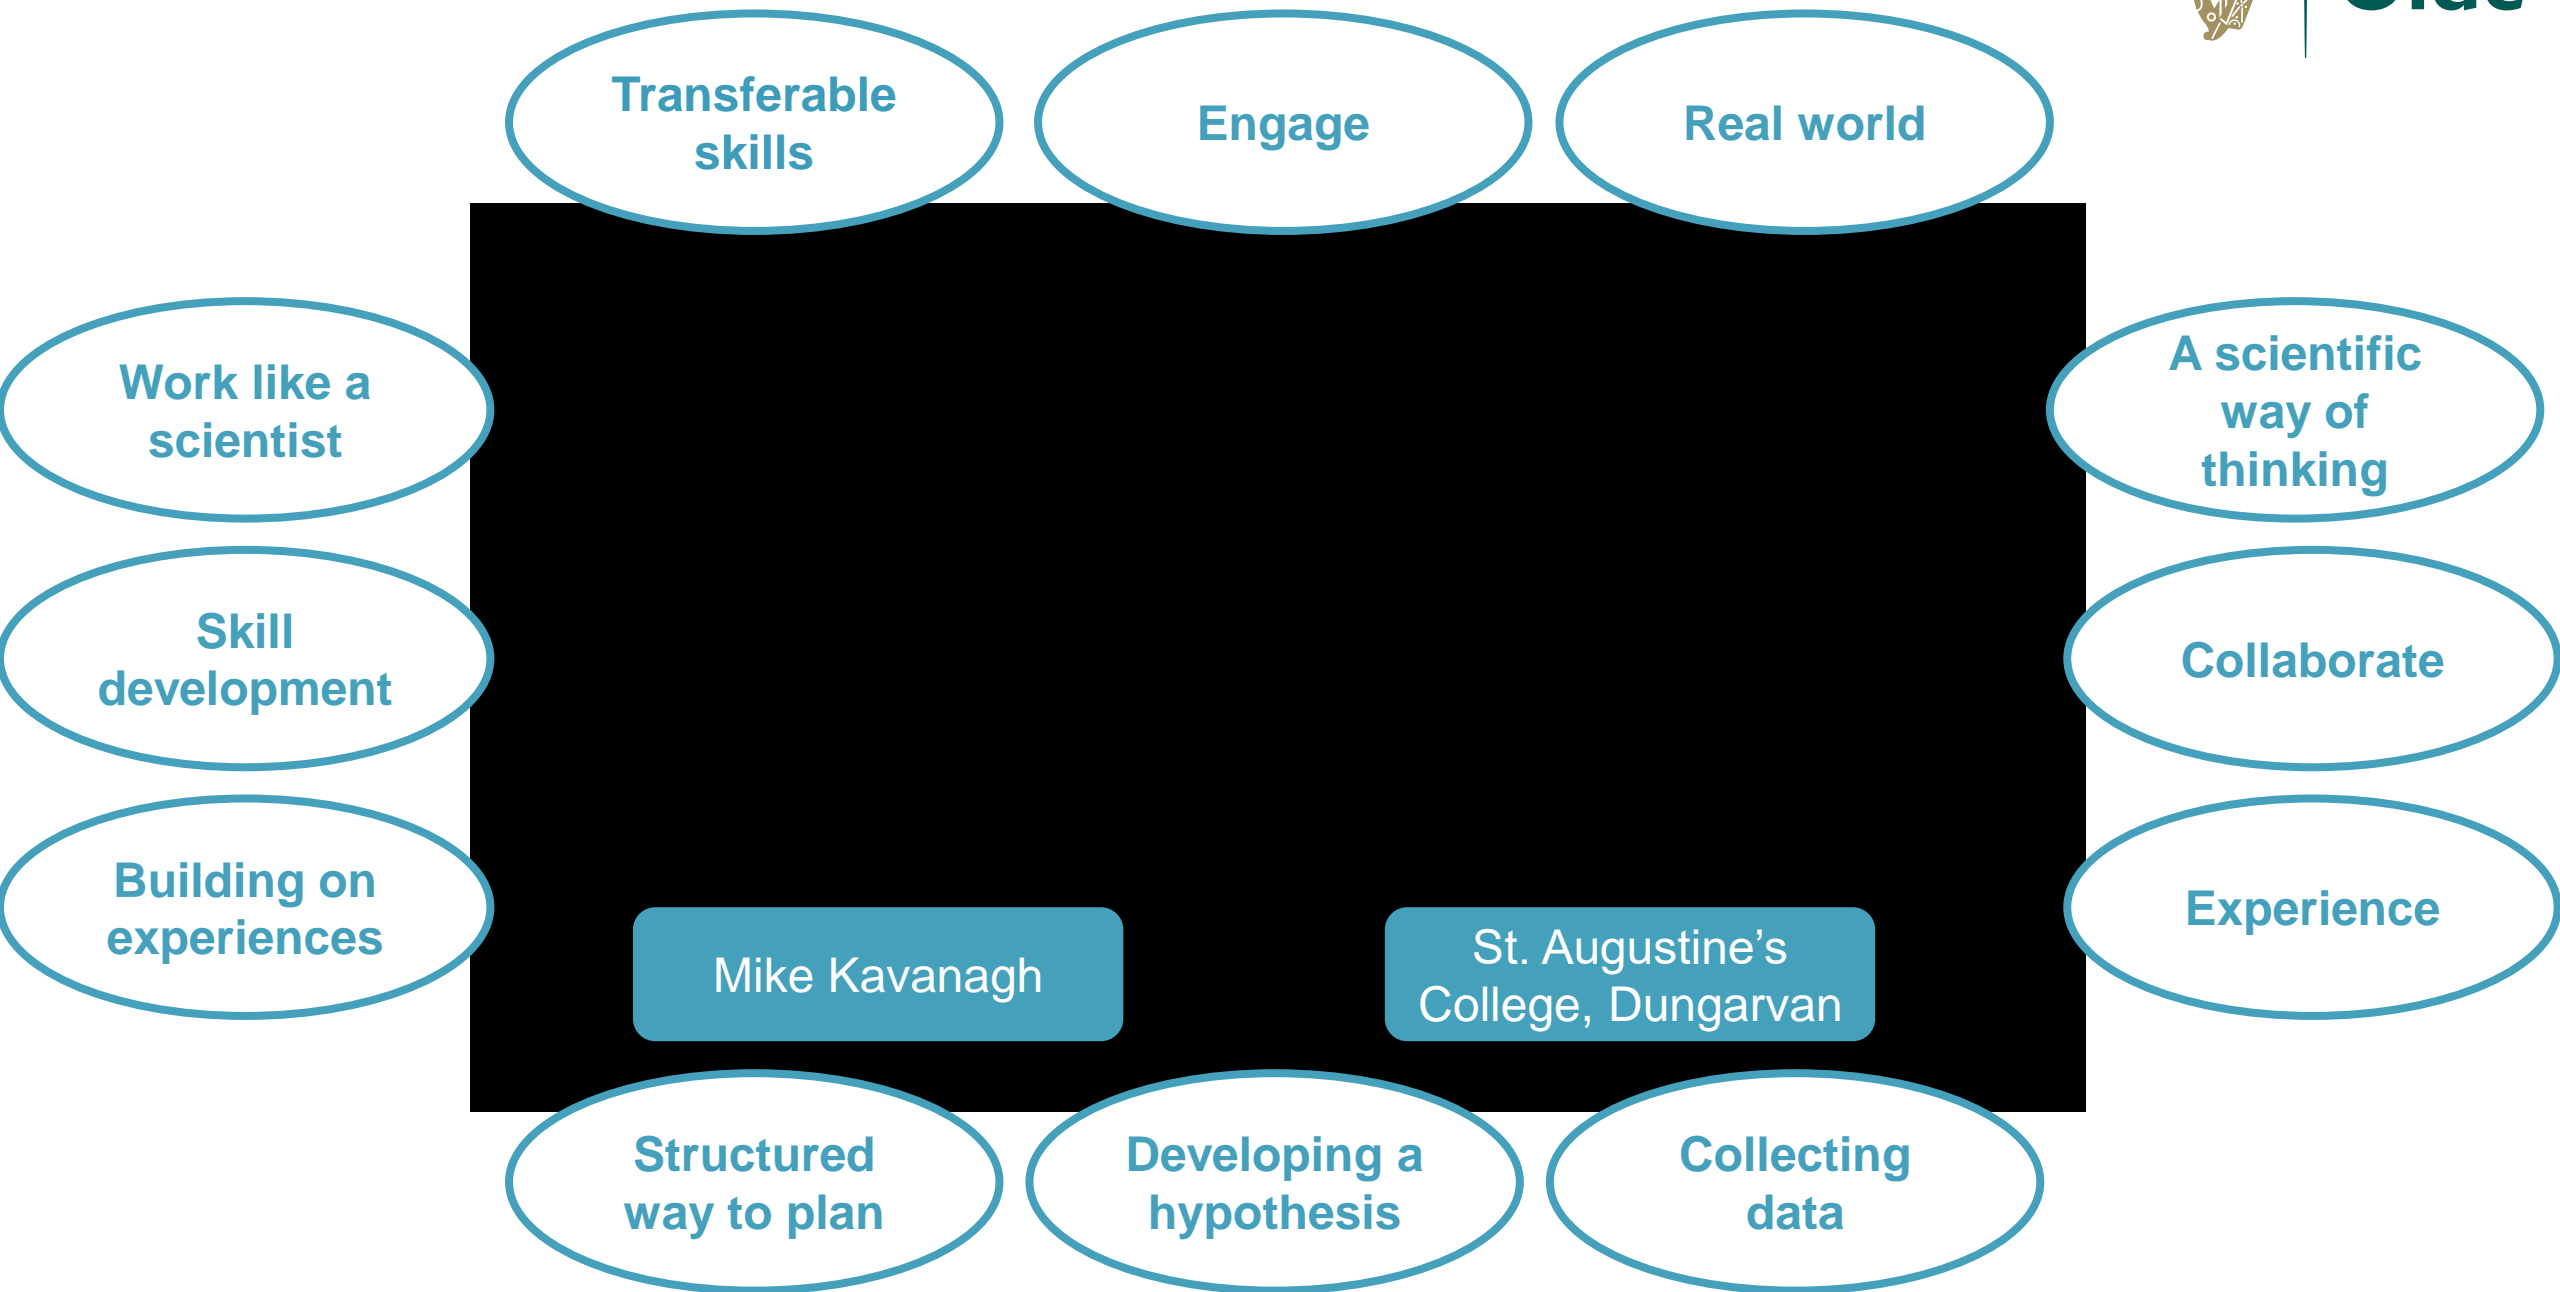 Transferable
skills
Engage
Real world
Work like a
scientist
A scientific
way of
thinking
Skill
development
Collaborate
Building on
experiences
Experience
Mike Kavanagh
St. Augustine’s
College, Dungarvan
Structured
way to plan
Developing a
hypothesis
Collecting
data